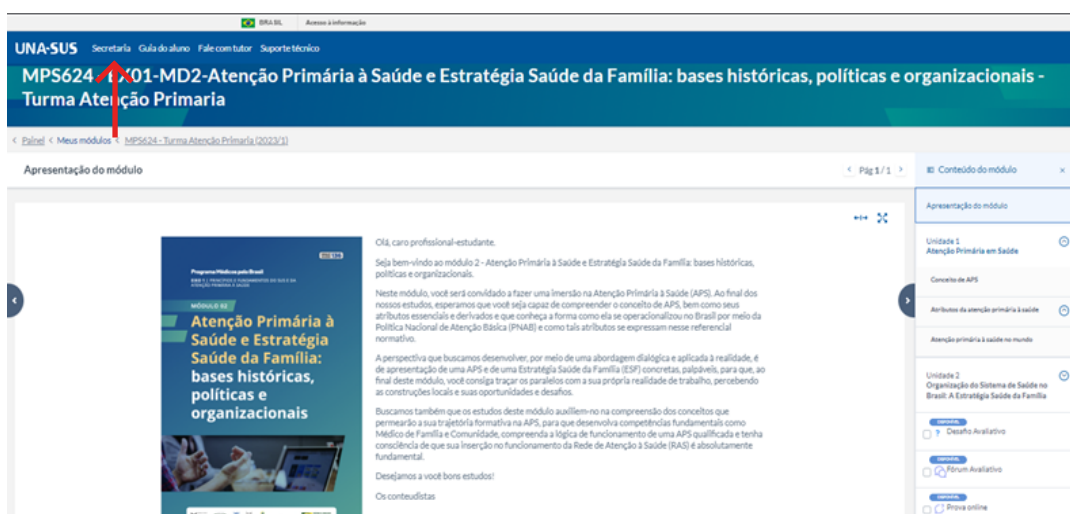 BRASIL Acesso à informação
UNA-SUS Secretaria Guia do aluno Fale com tutor Suporte técnico
MPS624 - EX01-MD2-Atenção Primária à Saúde e Estratégia Saúde da Família: bases históricas, políticas e organizacionais -
Turma Atenção Primaria
< Painel < Meus módulos < MPS624 - Turma Atenção Primaria (2023/1)
Apresentação do módulo
< Pág 1 / 1 >
Programa Médicos pelo Brasil
MÓDULO 02
Atenção Primária à
Saúde e Estratégia
Saúde da Família:
bases históricas,
políticas e
organizacionais
Olá, caro profissional-estudante.
Seja bem-vindo ao módulo 2 - Atenção Primária à Saúde e Estratégia Saúde da Família: bases históricas,
políticas e organizacionais.
Neste módulo, você será convidado a fazer uma imersão na Atenção Primária à Saúde (APS). Ao final dos
nossos estudos, esperamos que você seja capaz de compreender o conceito de APS, bem como seus
atributos essenciais e derivados e que conheça a forma como ela se operacionalizou no Brasil por meio da
Política Nacional de Atenção Básica (PNAB) e como tais atributos se expressam nesse referencial
normativo.
A perspectiva que buscamos desenvolver, por meio de uma abordagem dialógica e aplicada à realidade, é
de apresentação de uma APS e de uma Estratégia Saúde da Família (ESF) concretas, palpáveis, para que, ao
final deste módulo, você consiga traçar os paralelos com a sua própria realidade de trabalho, percebendo
as construções locais e suas oportunidades e desafios.
Buscamos também que os estudos deste módulo auxiliem-no na compreensão dos conceitos que
permearão a sua trajetória formativa na APS, para que desenvolva competências fundamentais como
Médico de Família e Comunidade, compreenda a lógica de funcionamento de uma APS qualificada e tenha
consciência de que sua inserção no funcionamento da Rede de Atenção à Saúde (RAS) é absolutamente
fundamental.
Desejamos a você bons estudos!
Os conteudistas
Conteúdo do módulo ×
Apresentação do módulo
Unidade 1
Atenção Primária em Saúde
Conceito de APS
Atributos da atenção primária à saúde
Atenção primária à saúde no mundo
Unidade 2
Organização do Sistema de Saúde no
Brasil: A Estratégia Saúde da Família
DISPONÍVEL
? Desafio Avaliativo
DISPONÍVEL
Fórum Avaliativo
DISPONÍVEL
Prova online